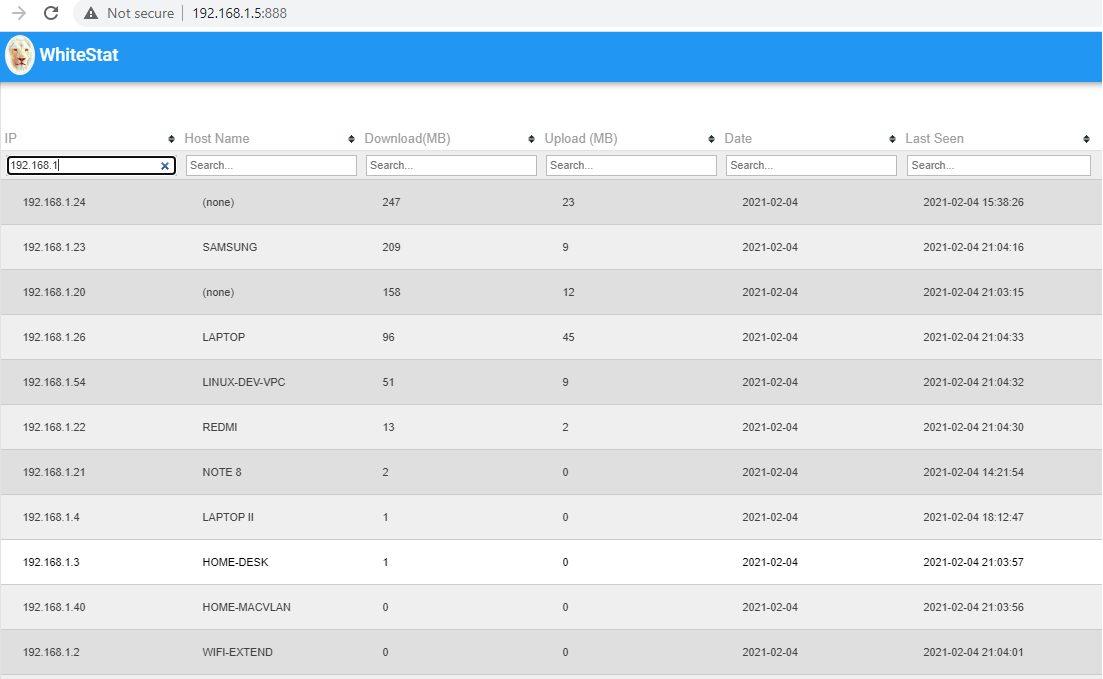 Not secure | 192.168.1.5:888
WhiteStat
IP Host Name Download(MB) Upload (MB) Date Last Seen
192.168.1 Search... Search... Search... Search... Search...
192.168.1.24 (none) 247 23 2021-02-04 2021-02-04 15:38:26
192.168.1.23 SAMSUNG 209 9 2021-02-04 2021-02-04 21:04:16
192.168.1.20 (none) 158 12 2021-02-04 2021-02-04 21:03:15
192.168.1.26 LAPTOP 96 45 2021-02-04 2021-02-04 21:04:33
192.168.1.54 LINUX-DEV-VPC 51 9 2021-02-04 2021-02-04 21:04:32
192.168.1.22 REDMI 13 2 2021-02-04 2021-02-04 21:04:30
192.168.1.21 NOTE 8 2 0 2021-02-04 2021-02-04 14:21:54
192.168.1.4 LAPTOP II 1 0 2021-02-04 2021-02-04 18:12:47
192.168.1.3 HOME-DESK 1 0 2021-02-04 2021-02-04 21:03:57
192.168.1.40 HOME-MACVLAN 0 0 2021-02-04 2021-02-04 21:03:56
192.168.1.2 WIFI-EXTEND 0 0 2021-02-04 2021-02-04 21:04:01